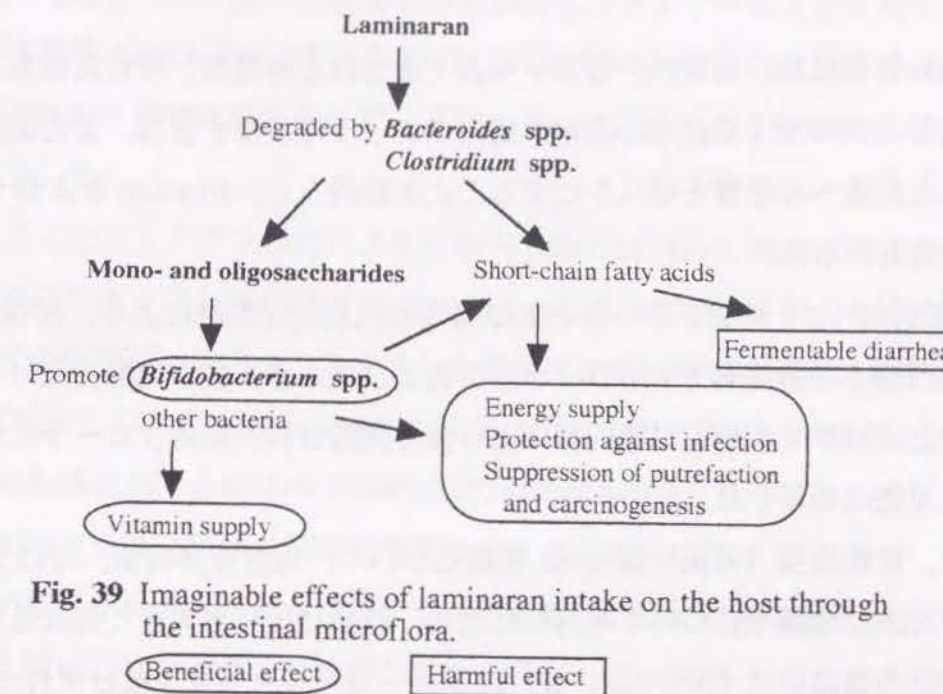 Laminaran
Degraded by Bacteroides spp.
Clostridium spp.
Mono- and oligosaccharides
Short-chain fatty acids
Fermentable diarrhea
Promote Bifidobacterium spp.
other bacteria
Energy supply
Protection against infection
Suppression of putrefaction
and carcinogenesis
Vitamin supply
Fig. 39 Imaginable effects of laminaran intake on the host through
the intestinal microflora.
Beneficial effect
Harmful effect